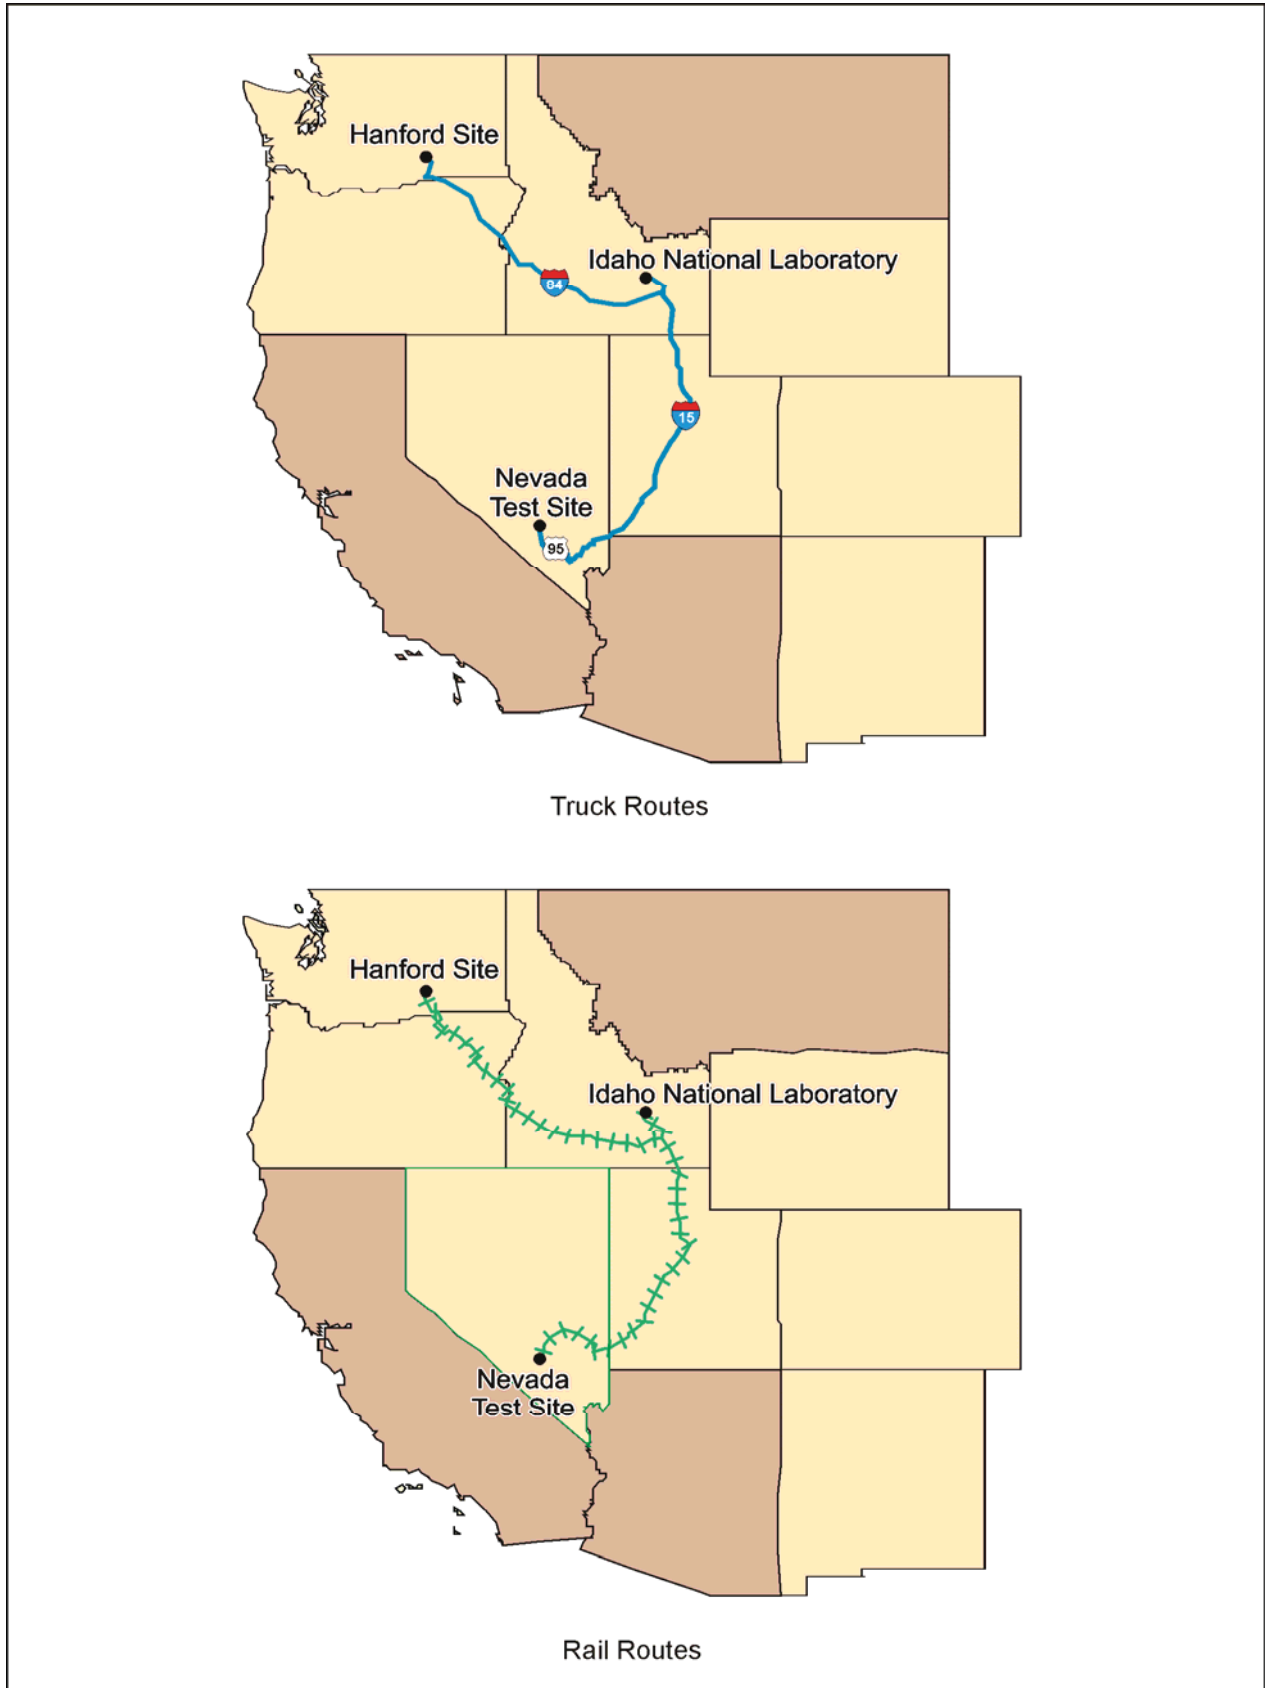 Hanford Site
Idaho National Laboratory
84
15
Nevada
Test Site
95
Truck Routes
Hanford Site
Idaho National Laboratory
Nevada
Test Site
Rail Routes